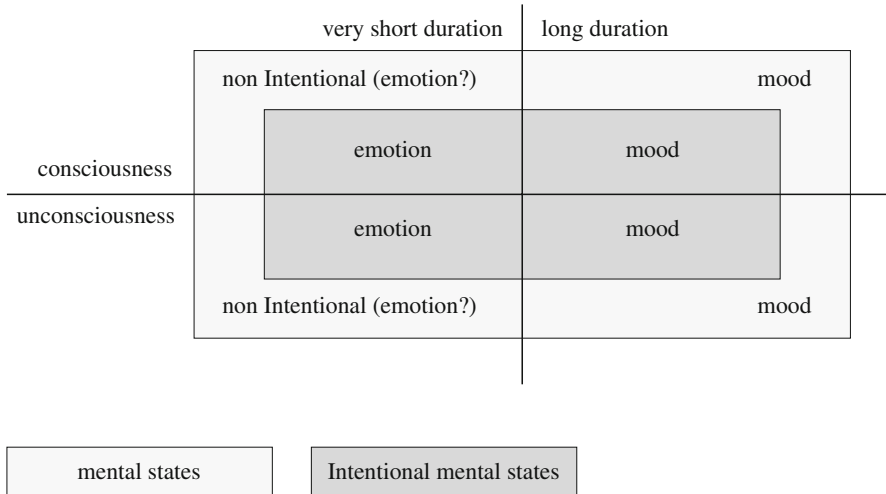 very short duration long duration
non Intentional (emotion?) mood
emotion mood
consciousness
unconsciousness
emotion mood
non Intentional (emotion?) mood
mental states Intentional mental states